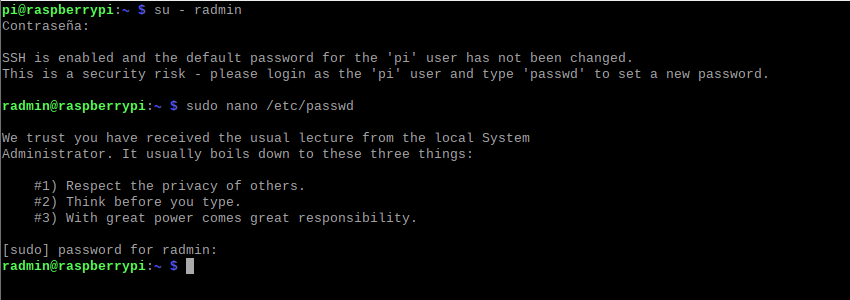 pi@raspberrypi:~ $ su - radmin
Contraseña:
SSH is enabled and the default password for the 'pi' user has not been changed.
This is a security risk - please login as the 'pi' user and type 'passwd' to set a new password.
radmin@raspberrypi:~ $ sudo nano /etc/passwd
We trust you have received the usual lecture from the local System
Administrator. It usually boils down to these three things:
#1) Respect the privacy of others.
#2) Think before you type.
#3) With great power comes great responsibility.
[sudo] password for radmin:
radmin@raspberrypi:~ $